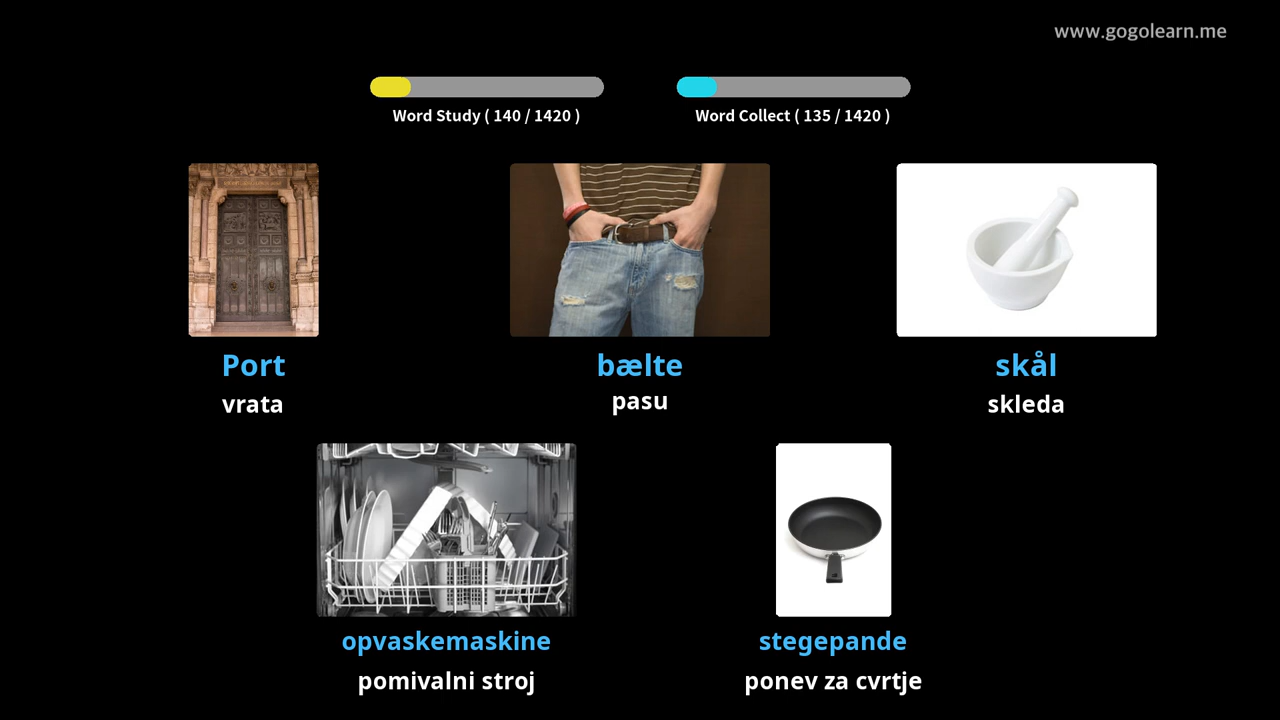 www.gogolearn.me
Word Study ( 140 / 1420 )
Word Collect ( 135 / 1420 )
Port
bælte
skål
vrata
pasu
skleda
opvaskemaskine
stegepande
pomivalni stroj
ponev za cvrtje